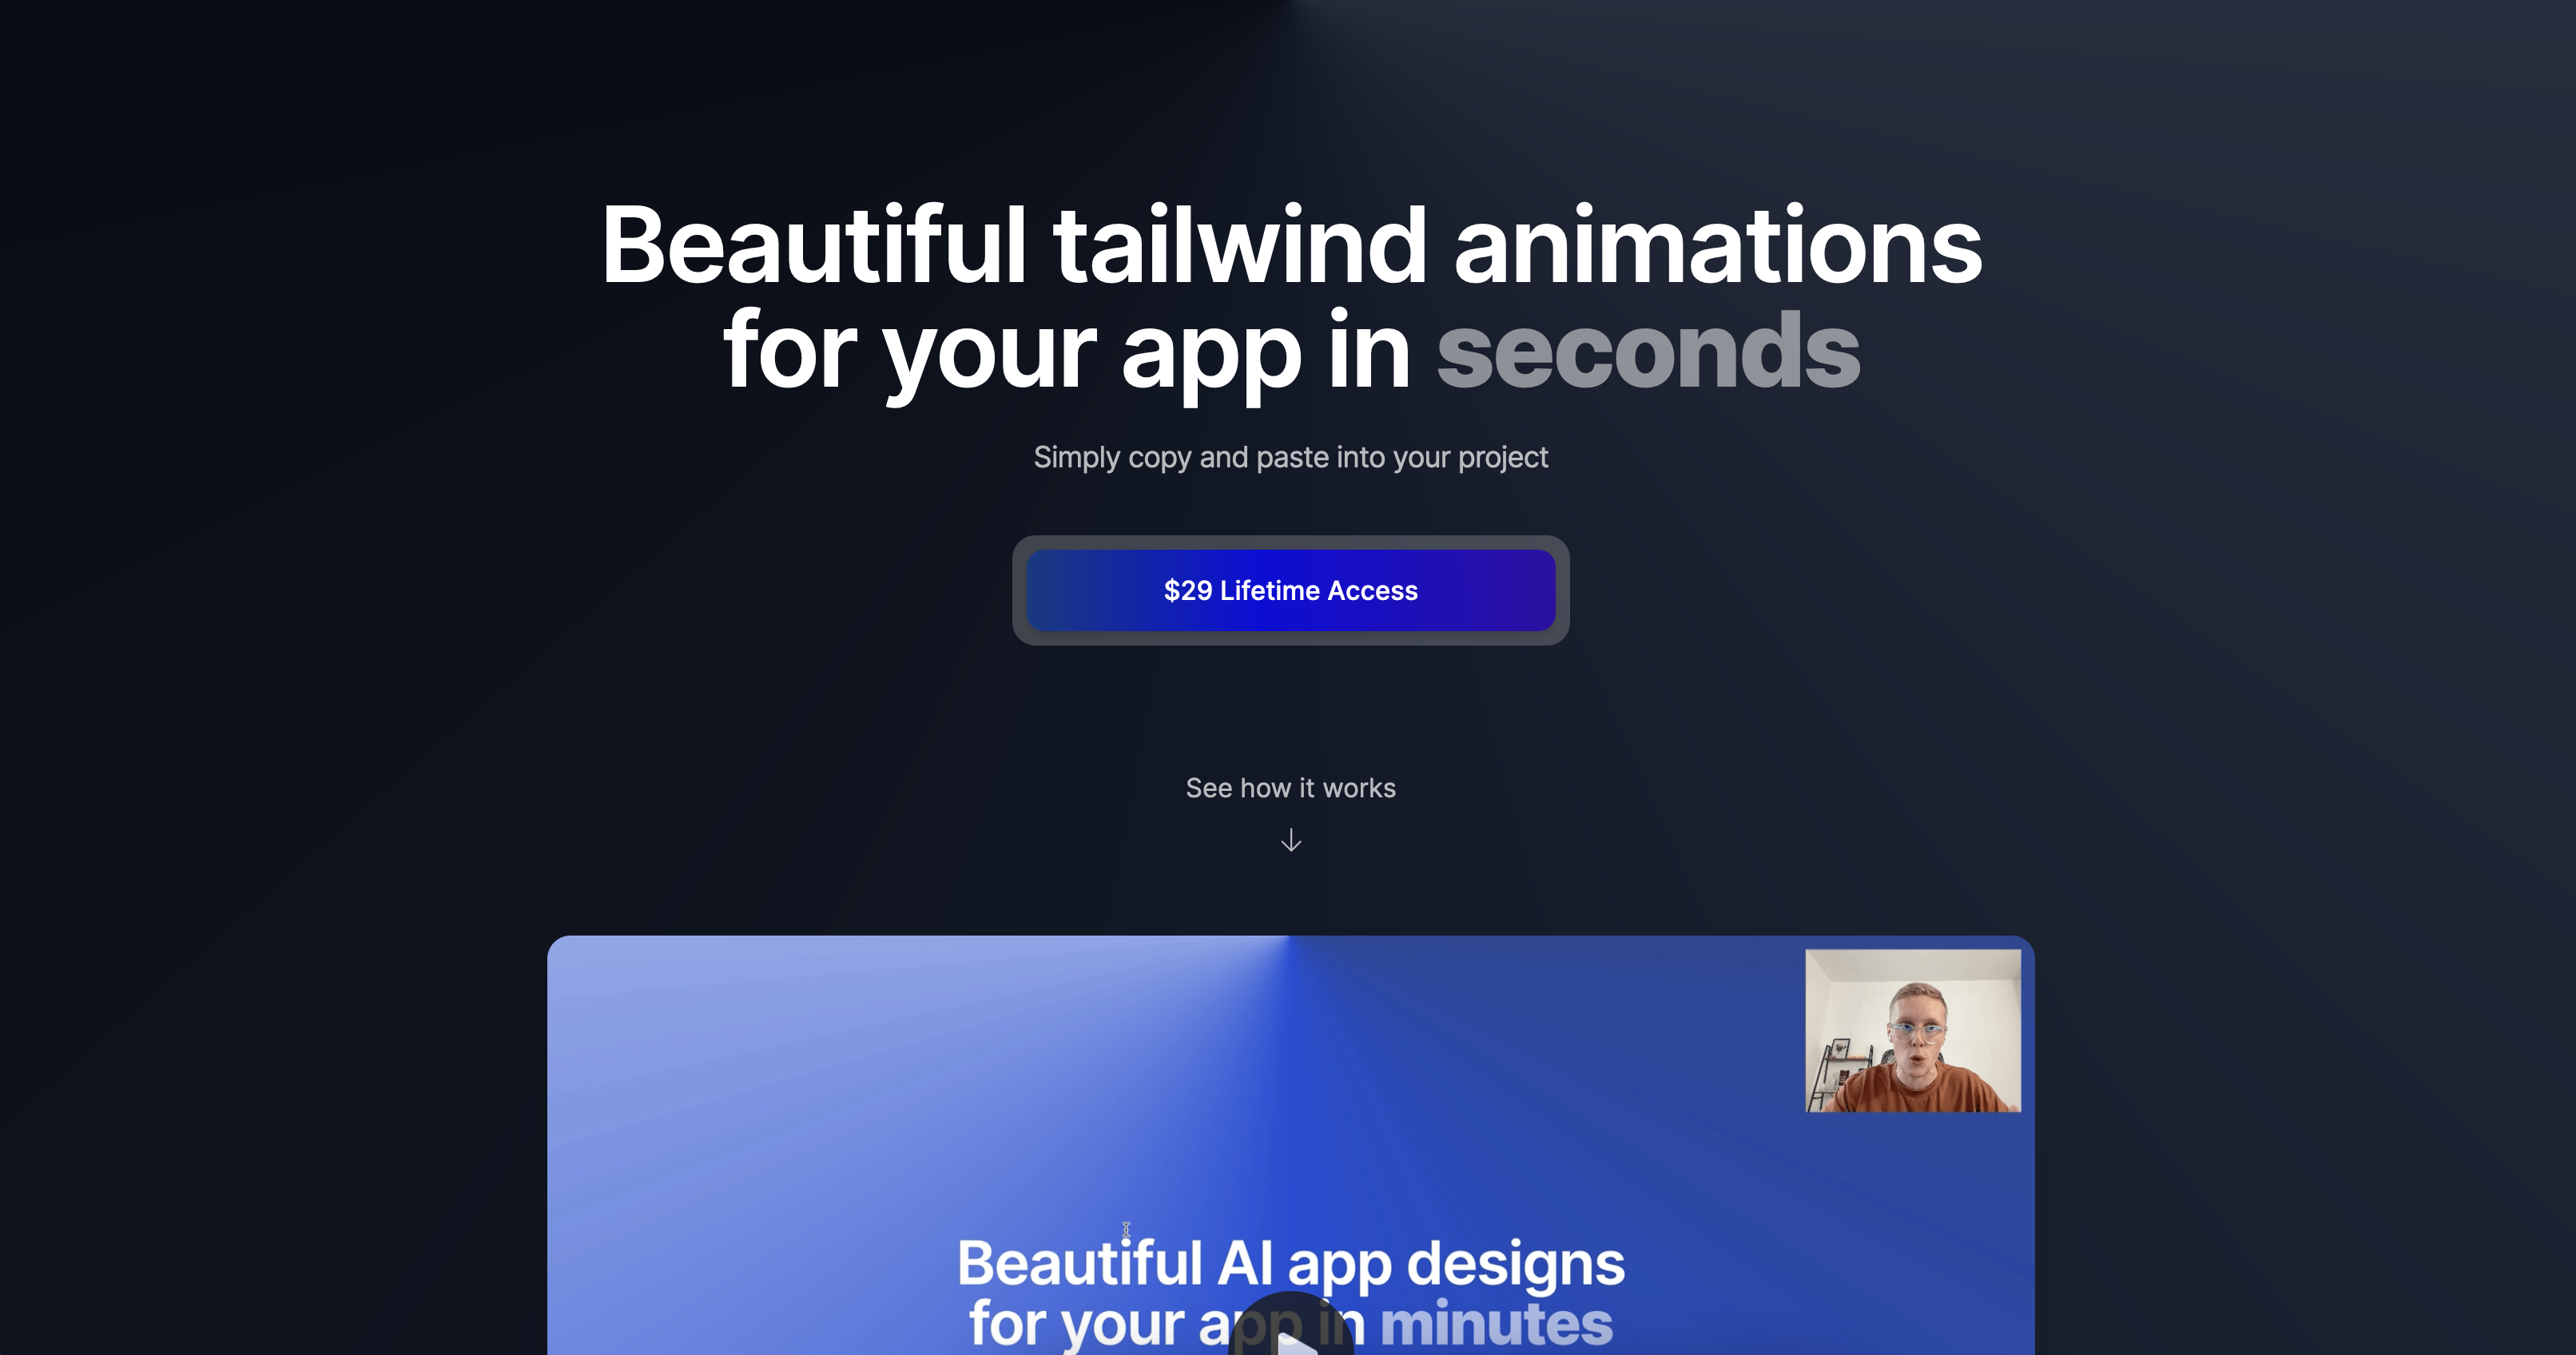 Beautiful tailwind animations
for your app in seconds
Simply copy and paste into your project
$29 Lifetime Access
See how it works
Beautiful AI app designs
for your app in minutes